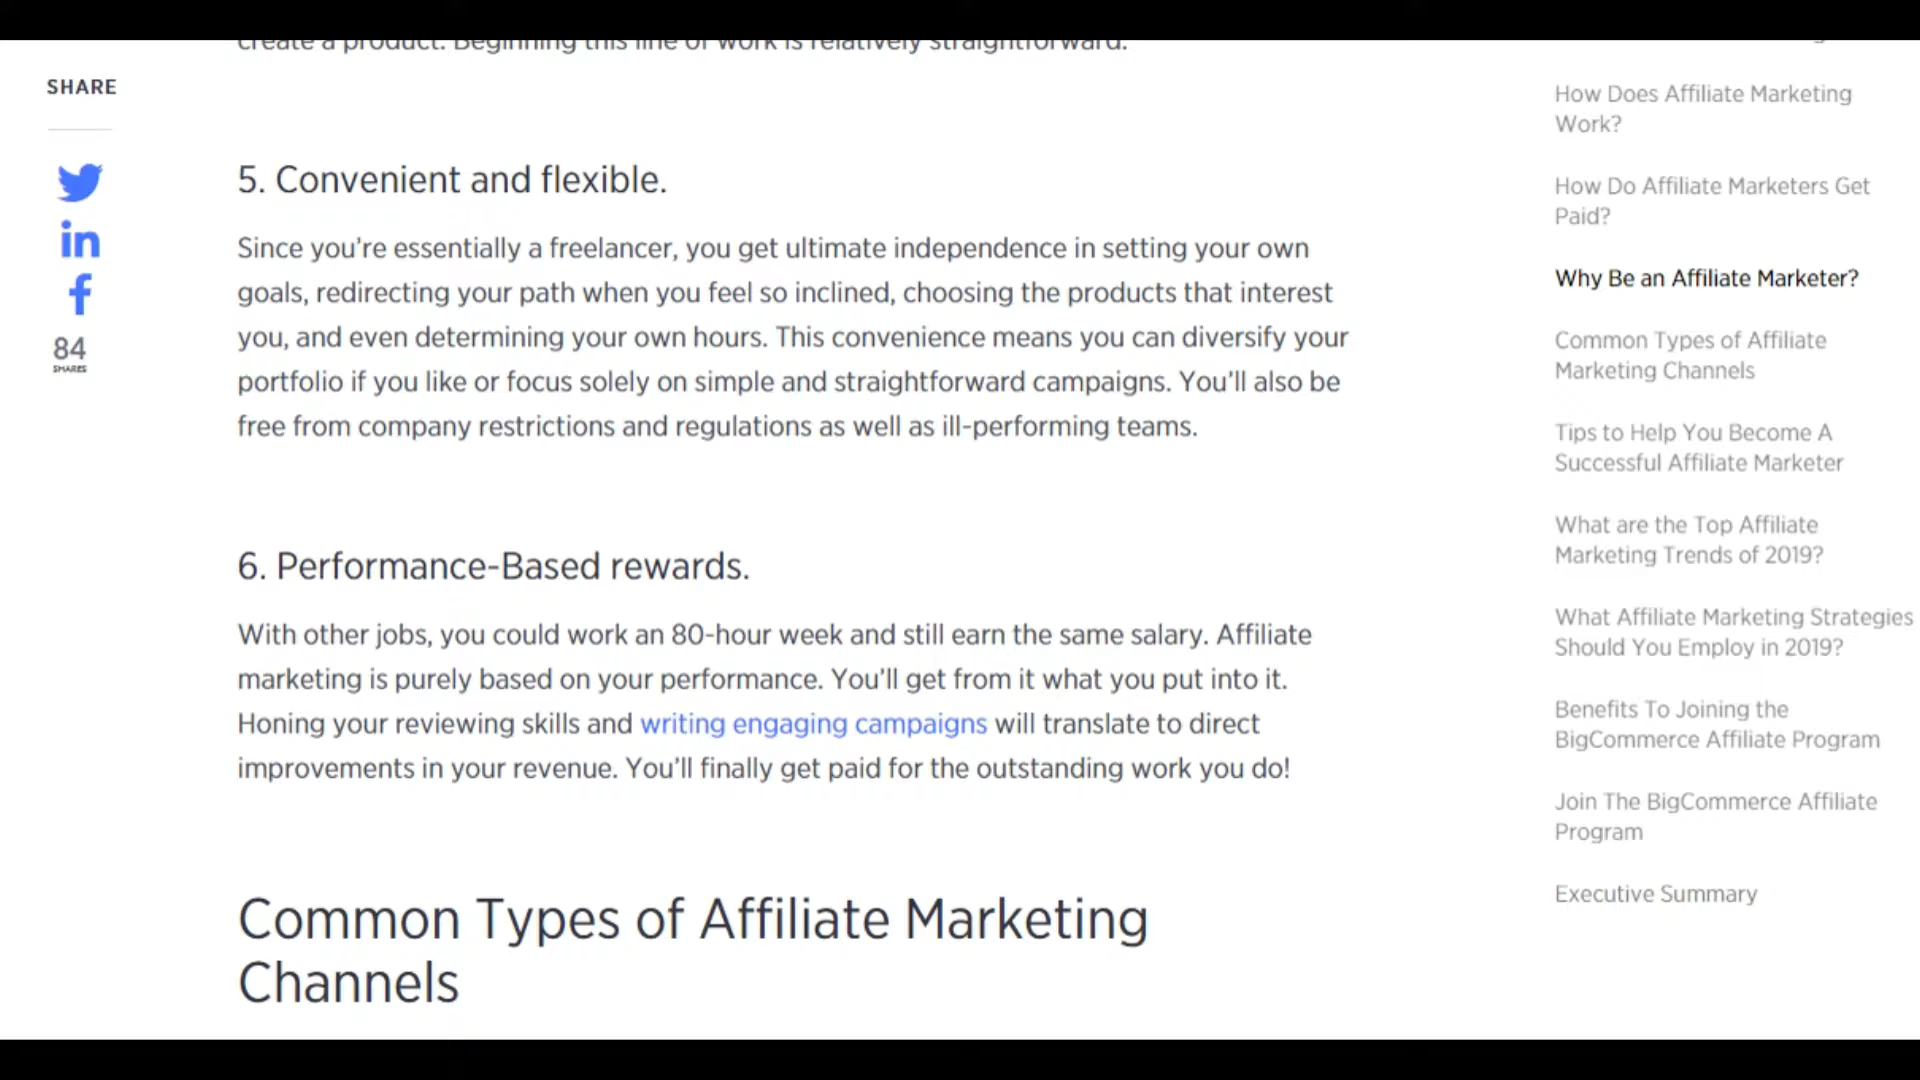 create a product. Beginning this line of work is relatively straightforward.
SHARE
84
SHARES
5. Convenient and flexible.
Since you're essentially a freelancer, you get ultimate independence in setting your own
goals, redirecting your path when you feel so inclined, choosing the products that interest
you, and even determining your own hours. This convenience means you can diversify your
portfolio if you like or focus solely on simple and straightforward campaigns. You'll also be
free from company restrictions and regulations as well as ill-performing teams.
6. Performance-Based rewards.
With other jobs, you could work an 80-hour week and still earn the same salary. Affiliate
marketing is purely based on your performance. You'll get from it what you put into it.
Honing your reviewing skills and writing engaging campaigns will translate to direct
improvements in your revenue. You'll finally get paid for the outstanding work you do!
Common Types of Affiliate Marketing
Channels
How Does Affiliate Marketing
Work?
How Do Affiliate Marketers Get
Paid?
Why Be an Affiliate Marketer?
Common Types of Affiliate
Marketing Channels
Tips to Help You Become A
Successful Affiliate Marketer
What are the Top Affiliate
Marketing Trends of 2019?
What Affiliate Marketing Strategies
Should You Employ in 2019?
Benefits To Joining the
BigCommerce Affiliate Program
Join The BigCommerce Affiliate
Program
Executive Summary